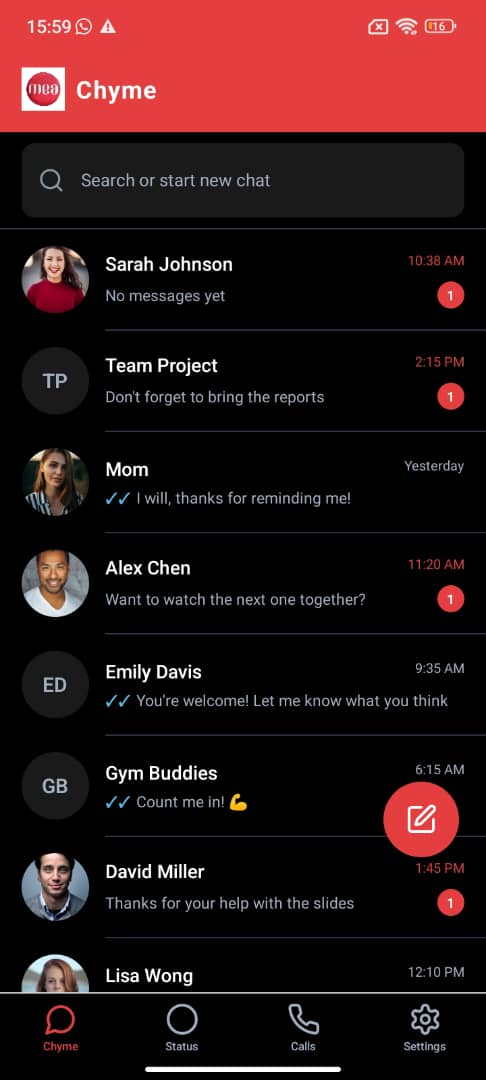 15:59
16
mea Chyme
Search or start new chat
Sarah Johnson 10:38 AM
No messages yet 1
Team Project 2:15 PM
TP
Don't forget to bring the reports 1
Mom Yesterday
✓✓ I will, thanks for reminding me!
Alex Chen 11:20 AM
Want to watch the next one together? 1
Emily Davis 9:35 AM
ED
✓✓ You're welcome! Let me know what you think
Gym Buddies 6:15 AM
GB
✓✓ Count me in! 💪
David Miller 1:45 PM
Thanks for your help with the slides 1
Lisa Wong 12:10 PM
Chyme Status Calls Settings